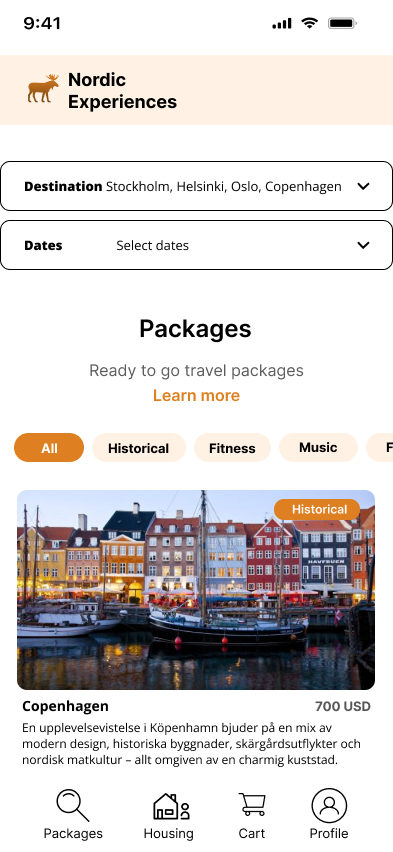 9:41
Nordic
Experiences
Destination Stockholm, Helsinki, Oslo, Copenhagen
Dates Select dates
Packages
Ready to go travel packages
Learn more
All Historical Fitness Music F
Historical
HAVFRUEN
Copenhagen 700 USD
En upplevelsevistelse i Köpenhamn bjuder på en mix av
modern design, historiska byggnader, skärgårdsutflykter och
nordisk matkultur – allt omgiven av en charmig kuststad.
Packages Housing Cart Profile